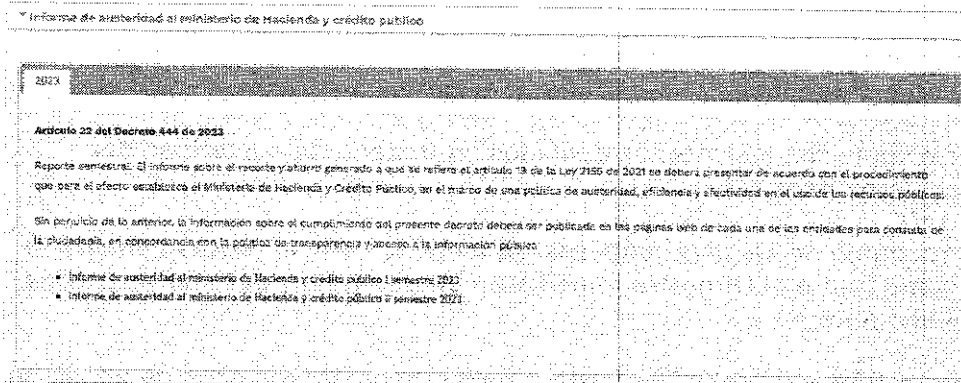 Informe de austeridad al ministerio de Hacienda y crédito publico
2023
Artículo 22 del Decreto 444 de 2023
Reporte semestral. El informe sobre el recorte y ahorro generado a que se refiere el artículo 19 de la Ley 2155 de 2021 se deberá presentar de acuerdo con el procedimiento
que para el efecto establezca el Ministerio de Hacienda y Crédito Público, en el marco de una política de austeridad, eficiencia y efectividad en el uso de los recursos públicos.
Sin perjuicio de lo anterior, la información sobre el cumplimiento del presente decreto deberá ser publicada en las páginas web de cada una de las entidades para consulta de
la ciudadanía, en concordancia con la política de transparencia y acceso a la información pública
Informe de austeridad al ministerio de Hacienda y crédito público I semestre 2023
Informe de austeridad al ministerio de Hacienda y crédito público II semestre 2023